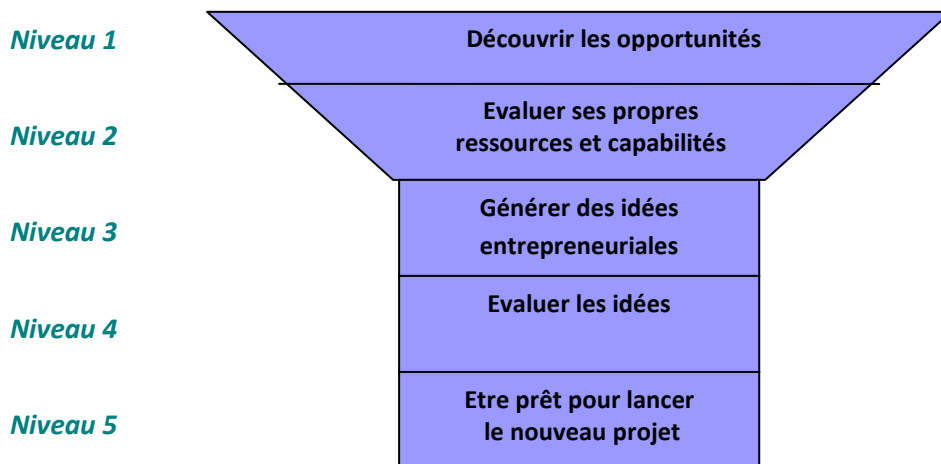 Niveau 1
Découvrir les opportunités
Niveau 2
Evaluer ses propres
ressources et capabilités
Niveau 3
Générer des idées
entrepreneuriales
Niveau 4
Evaluer les idées
Niveau 5
Etre prêt pour lancer
le nouveau projet